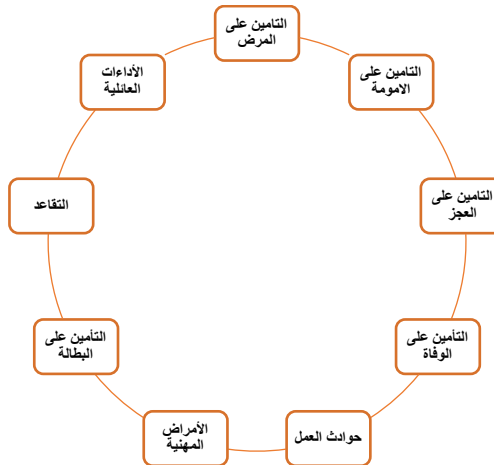 التامين على
المرض
التامين على
الامومة
التامين على
العجز
التأمين على
الوفاة
حوادث العمل
الأمراض
المهنية
التأمين على
البطالة
التقاعد
الأداءات
العائلية